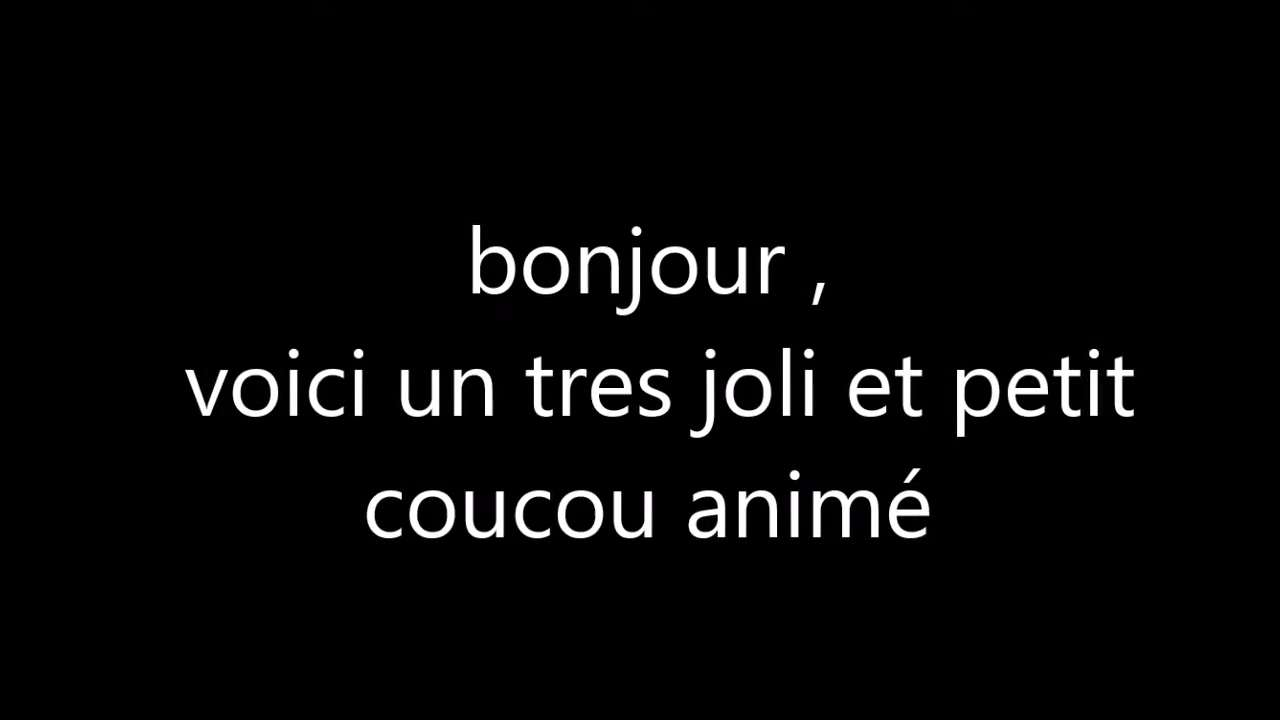 bonjour ,
voici un tres joli et petit
coucou animé